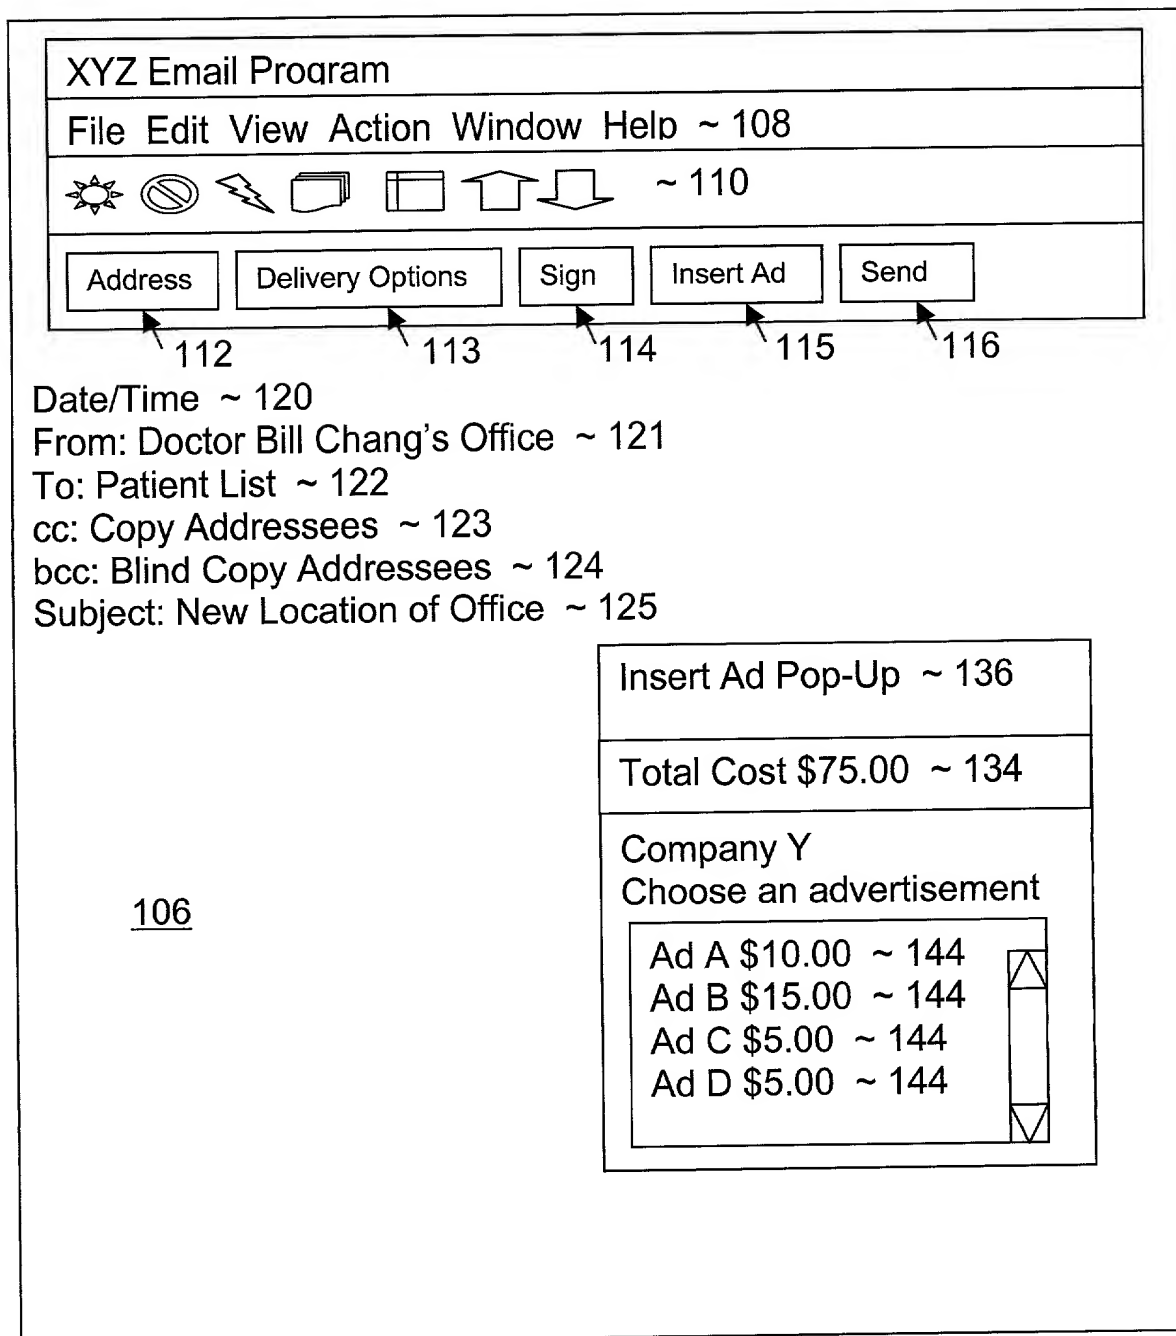 XYZ Email Program
File Edit View Action Window Help ~ 108
~ 110
Address Delivery Options Sign Insert Ad Send
112 113 114 115 116
Date/Time ~ 120
From: Doctor Bill Chang's Office ~ 121
To: Patient List ~ 122
cc: Copy Addressees ~ 123
bcc: Blind Copy Addressees ~ 124
Subject: New Location of Office ~ 125
Insert Ad Pop-Up ~ 136
Total Cost $75.00 ~ 134
Company Y
Choose an advertisement
106
Ad A $10.00 ~ 144
Ad B $15.00 ~ 144
Ad C $5.00 ~ 144
Ad D $5.00 ~ 144